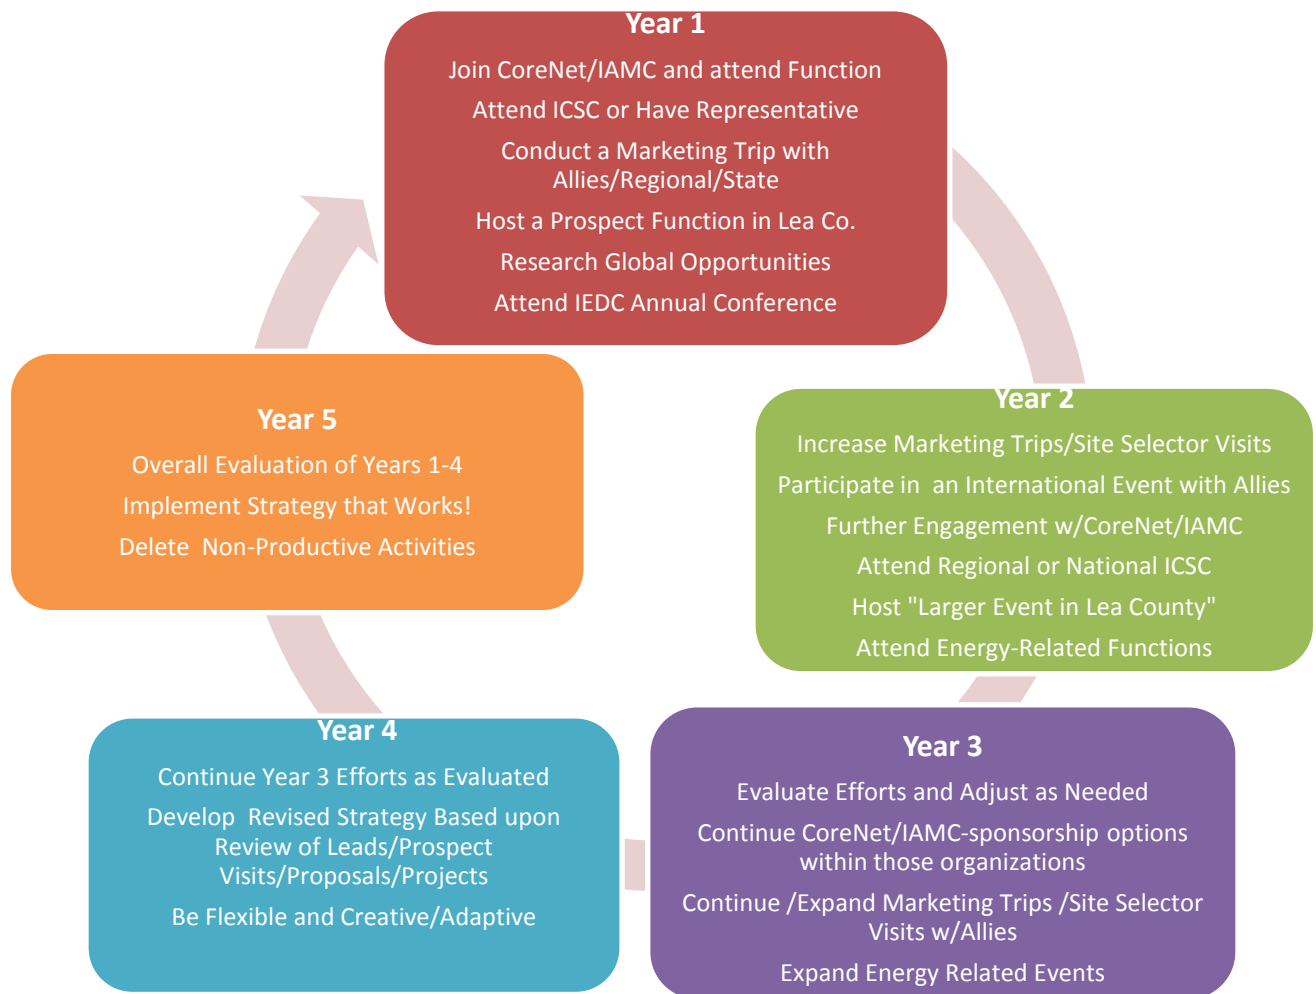 Year 1
Join CoreNet/IAMC and attend Function
Attend ICSC or Have Representative
Conduct a Marketing Trip with
Allies/Regional/State
Host a Prospect Function in Lea Co.
Research Global Opportunities
Attend IEDC Annual Conference
Year 2
Increase Marketing Trips/Site Selector Visits
Participate in  an International Event with Allies
Further Engagement w/CoreNet/IAMC
Attend Regional or National ICSC
Host "Larger Event in Lea County"
Attend Energy-Related Functions
Year 3
Evaluate Efforts and Adjust as Needed
Continue CoreNet/IAMC-sponsorship options
within those organizations
Continue /Expand Marketing Trips /Site Selector
Visits w/Allies
Expand Energy Related Events
Year 4
Continue Year 3 Efforts as Evaluated
Develop  Revised Strategy Based upon
Review of Leads/Prospect
Visits/Proposals/Projects
Be Flexible and Creative/Adaptive
Year 5
Overall Evaluation of Years 1-4
Implement Strategy that Works!
Delete  Non-Productive Activities